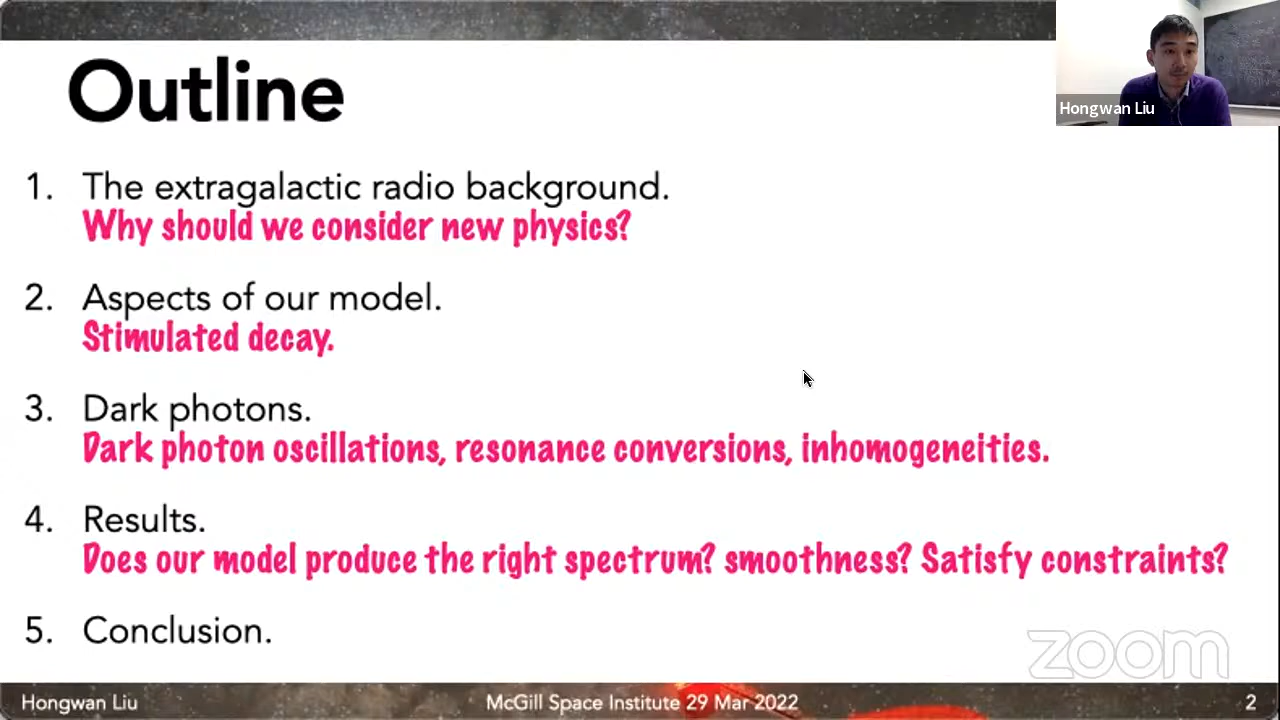 Outline
Hongwan Liu
1. The extragalactic radio background.
Why should we consider new physics?
2. Aspects of our model.
Stimulated decay.
3. Dark photons.
Dark photon oscillations, resonance conversions, inhomogeneities.
4. Results.
Does our model produce the right spectrum? smoothness? Satisfy constraints?
5. Conclusion.
zoom
Hongwan Liu
McGill Space Institute 29 Mar 2022
2